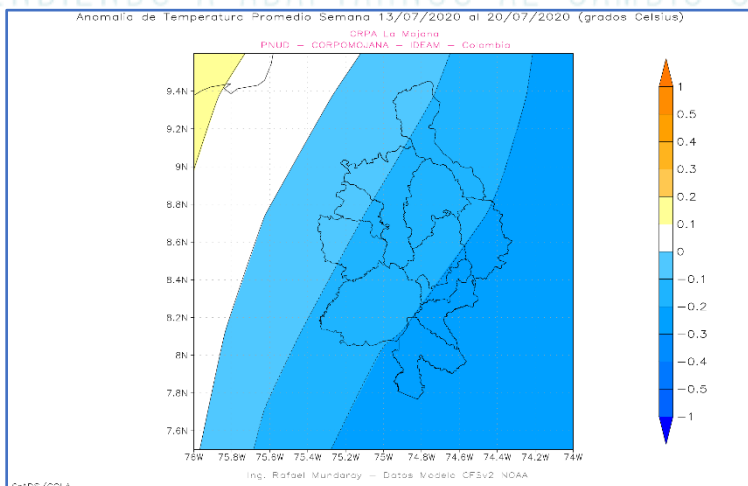 Anomalia de Temperatura Promedio Semana 13/07/2020 al 20/07/2020 (grados Celsius)
CRPA La Mojana
PNUD – CORPOMOJANA – IDEAM – Colombia
9.4N
9.2N
9N
8.8N
8.6N
8.4N
8.2N
8N
7.8N
7.6N
76W 75.8W 75.6W 75.4W 75.2W 75W 74.8W 74.6W 74.4W 74.2W 74W
1
0.5
0.4
0.3
0.2
0.1
0
−0.1
−0.2
−0.3
−0.4
−0.5
−1
Ing. Rafael Mundaray – Datos Modelo CFSv2 NOAA